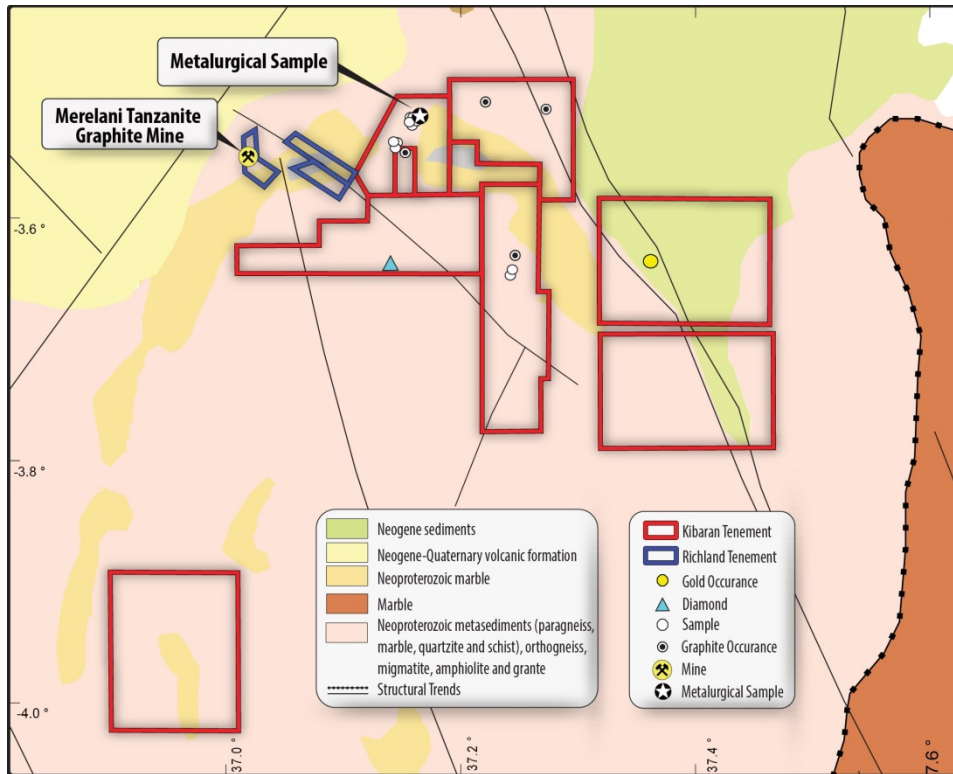 Metalurgical Sample
Merelani Tanzanite
Graphite Mine
-3.6 °
-3.8 °
-4.0 °
37.0 °
37.2 °
37.4 °
37.6 °
Neogene sediments
Neogene-Quaternary volcanic formation
Neoproterozoic marble
Marble
Neoproterozoic metasediments (paragneiss,
marble, quartzite and schist), orthogneiss,
migmatite, amphiolite and grante
Structural Trends
Kibaran Tenement
Richland Tenement
Gold Occurance
Diamond
Sample
Graphite Occurance
Mine
Metalurgical Sample